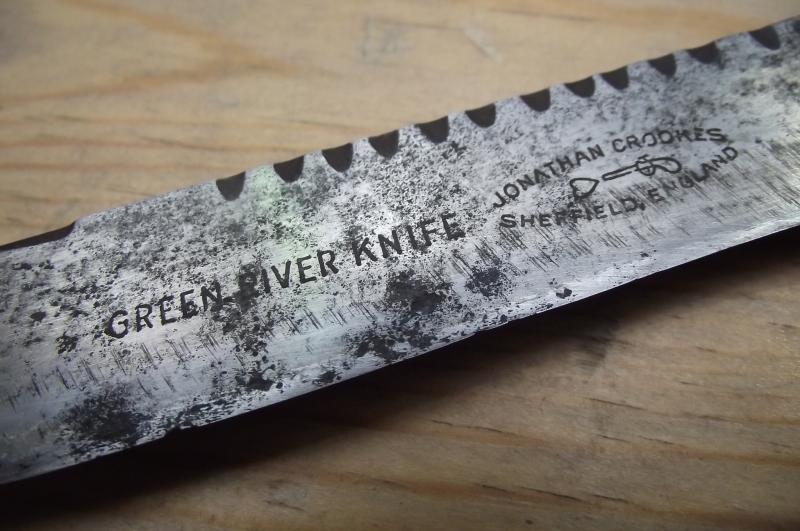 GREEN RIVER KNIFE
JONATHAN CROOKES
SHEFFIELD, ENGLAND